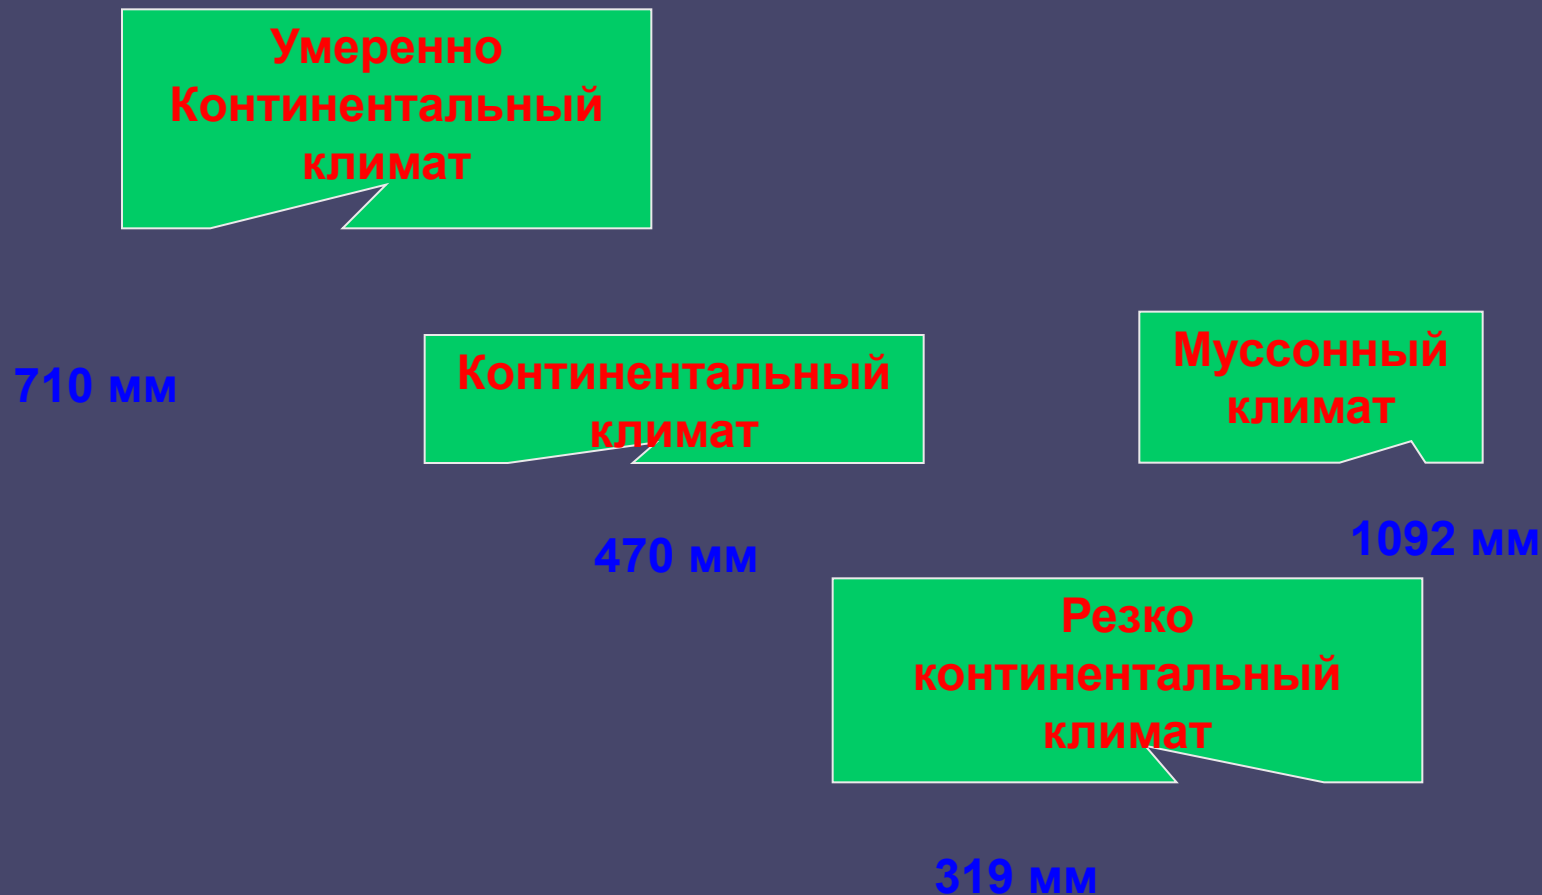 Умеренно
Континентальный
климат
710 мм
Континентальный
климат
Муссонный
климат
470 мм
1092 мм
Резко
континентальный
климат
319 мм